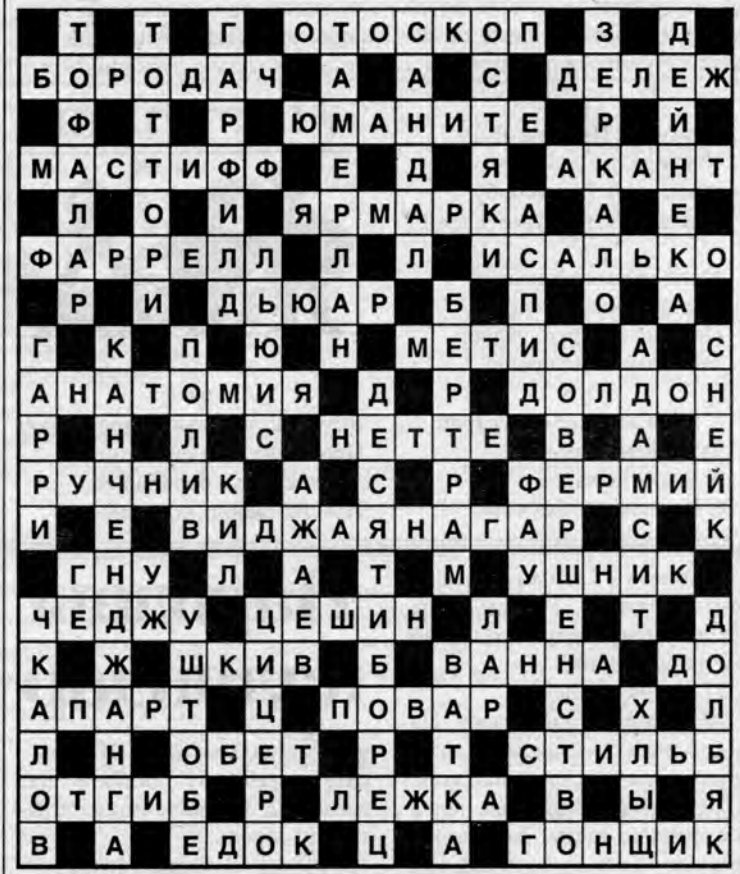 Т Т Г ОТОСКОП З Д
БОРОДАЧ А А С ДЕЛЕЖ
Ф Т Р ЮМАНИТЕ Р Й
МАСТИФФ Е Д Я АКАНТ
Л О И ЯРМАРКА А Е
ФАРРЕЛЛ Л Л ИСАЛЬКО
Р И ДЬЮАР Б П О А
Г К П Ю Н МЕТИС А С
АНАТОМИЯ Д Р ДОЛДОН
Р Н Л С НЕТТЕ В А Е
РУЧНИК А С Р ФЕРМИЙ
И Е ВИДЖАЯНАГАР С К
ГНУ Л А Т М УШНИК
ЧЕДЖУ ЦЕШИН Л Е Т Д
К Ж ШКИВ Б ВАННА ДО
АПАРТ Ц ПОВАР С Х Л
Л Н ОБЕТ Р Т СТИЛЬБ
ОТГИБ Р ЛЕЖКА В Ы Я
В А ЕДОК Ц А ГОНЩИК